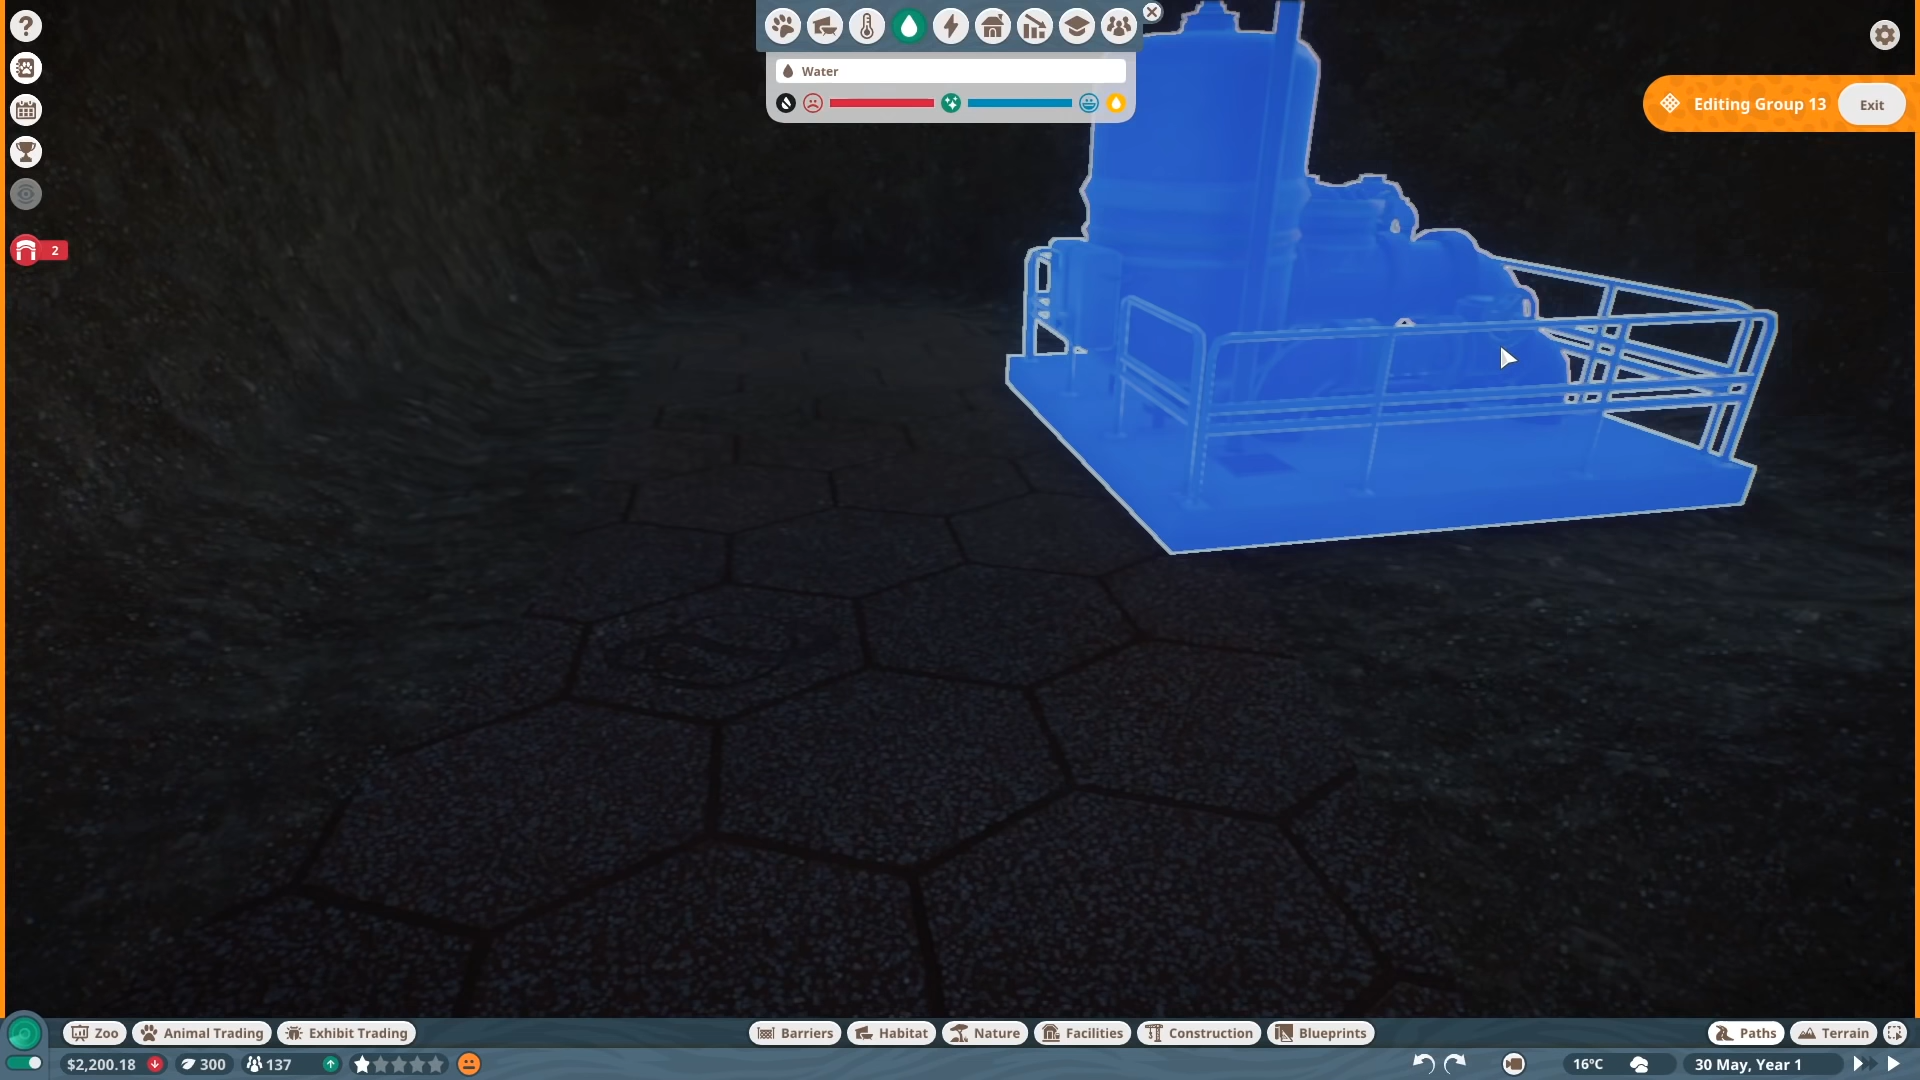 ?
Water
Editing Group 13
Exit
2
Zoo
Animal Trading
Exhibit Trading
Barriers
Habitat
Nature
Facilities
Construction
Blueprints
Paths
Terrain
$2,200.18
300
137
16°C
30 May, Year 1